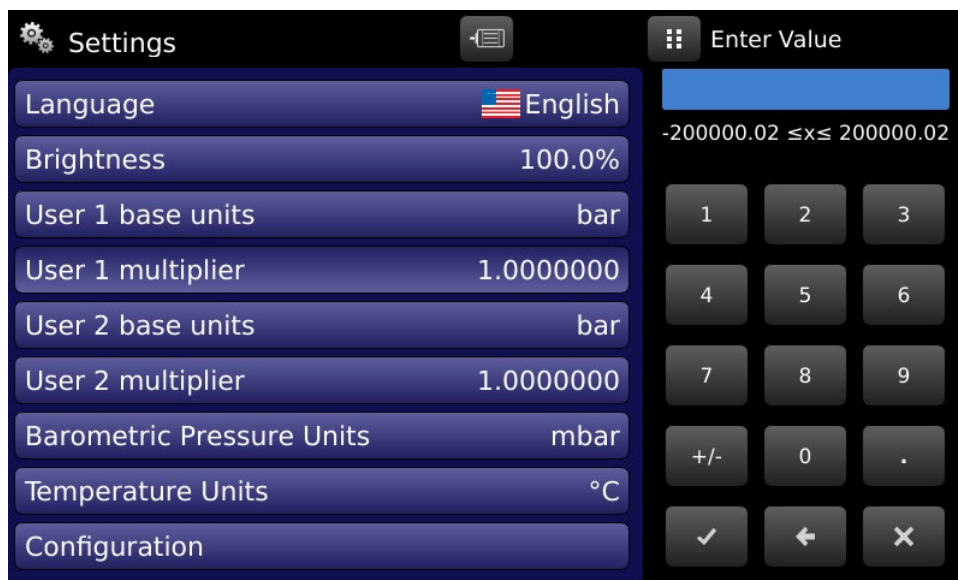 Settings
Language English
Brightness 100.0%
User 1 base units bar
User 1 multiplier 1.0000000
User 2 base units bar
User 2 multiplier 1.0000000
Barometric Pressure Units mbar
Temperature Units °C
Configuration
Enter Value
-200000.02 ≤x≤ 200000.02
1 2 3
4 5 6
7 8 9
+/- 0 .